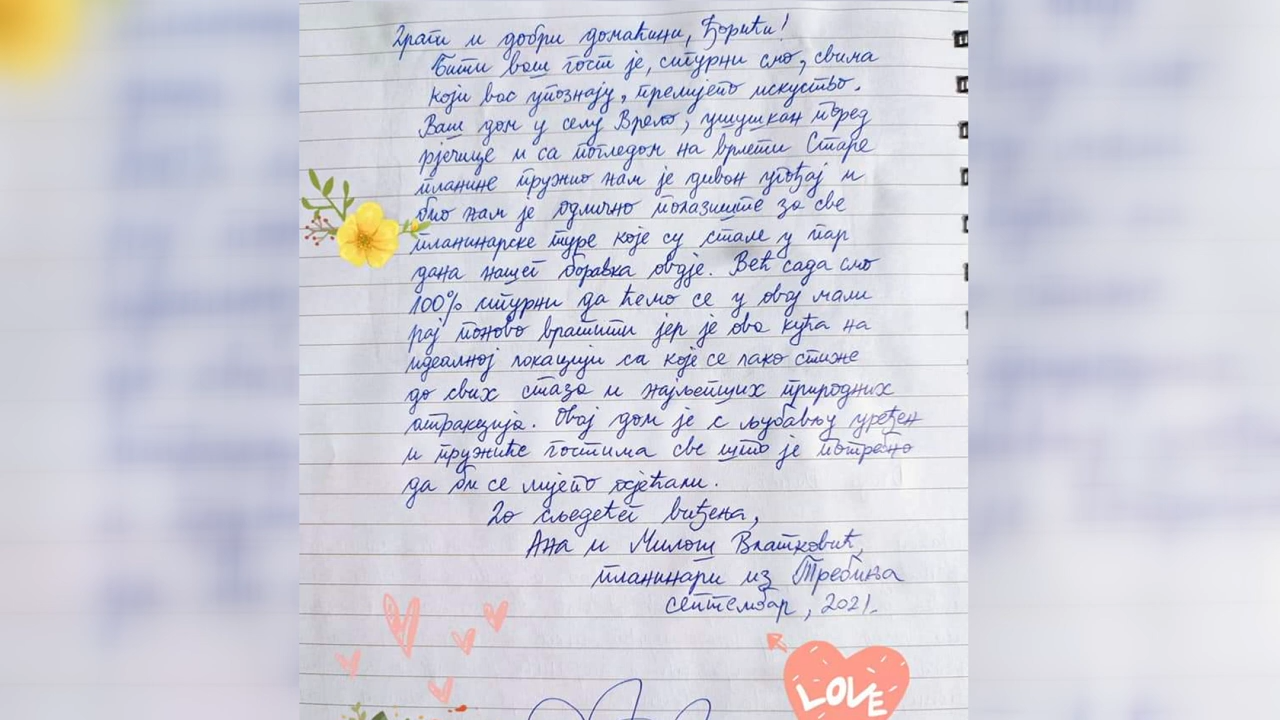 Драги и добри домаћини, Ђорићи!
Бити ваш гост је, сигурни смо, свима
који вас упознају, прелијепо искуство.
Ваш дом у селу Врело, ушушкан поред
рјечице и са погледом на врлети Старе
планине пружио нам је диван угођај и
био нам је одлично полазиште за све
планинарске туре које су стале у пар
дана нашег боравка овдје. Већ сада смо
100% сигурни да ћемо се у овај мали
рај поново вратити јер је ова кућа на
идеалној локацији са које се лако стиже
до свих стаза и најљепших природних
атракција. Овај дом је с љубављу уређен
и пружиће гостима све што је потребно
да би се лијепо осјећали.
До сљедећег виђења,
Ана и Милош Влатковић,
планинари из Требиња
септембар, 2021.
LOVE